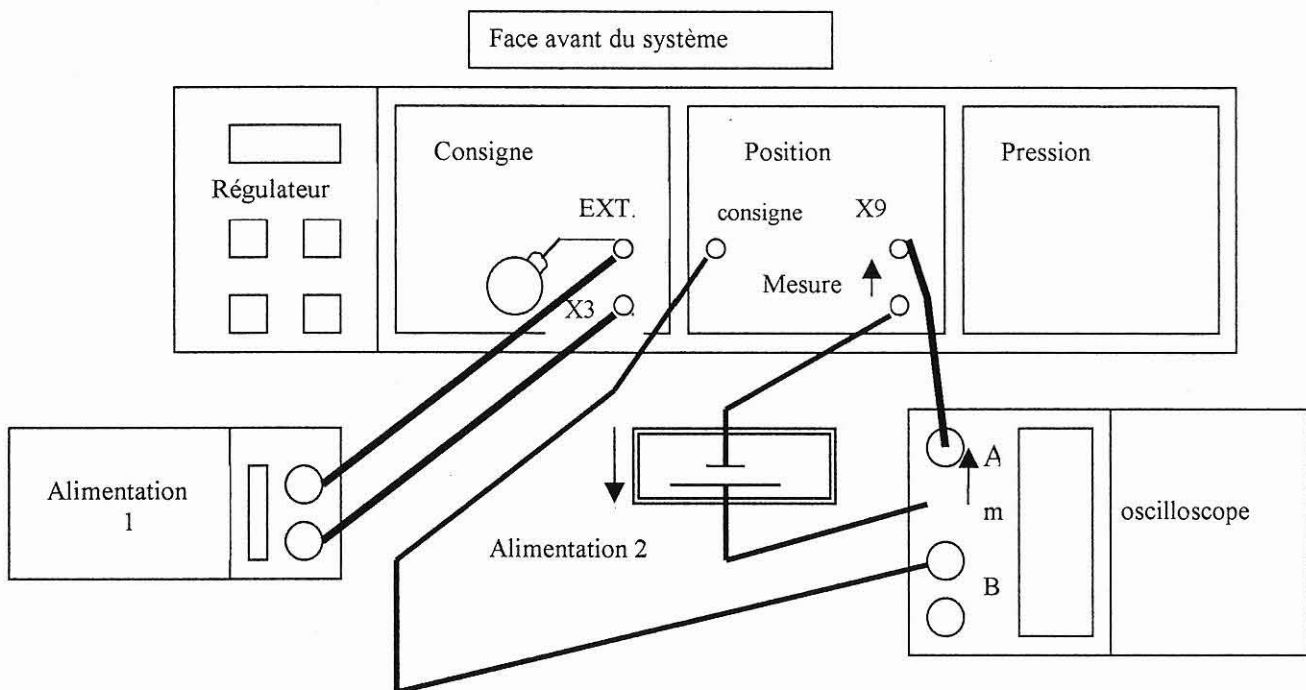 Face avant du système
Consigne
Position
Pression
Régulateur
EXT.
consigne
X9
Mesure
X3
Alimentation
1
Alimentation 2
A
m
oscilloscope
B